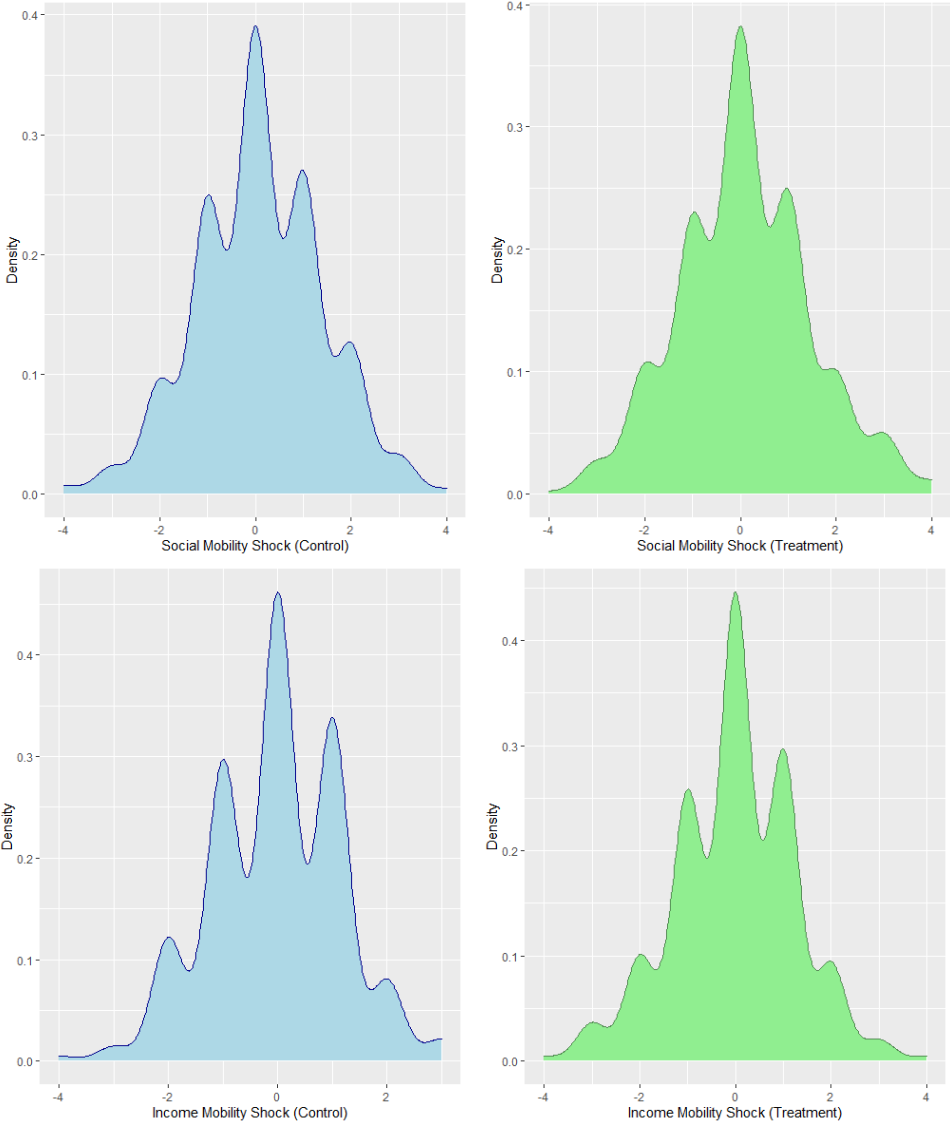 0.4
0.3
0.2
0.1
0.0
Density
-4 -2 0 2 4
Social Mobility Shock (Control)
0.4
0.3
0.2
0.1
0.0
Density
-4 -2 0 2 4
Social Mobility Shock (Treatment)
0.4
0.3
0.2
0.1
0.0
Density
-4 -2 0 2
Income Mobility Shock (Control)
0.4
0.3
0.2
0.1
0.0
Density
-4 -2 0 2 4
Income Mobility Shock (Treatment)